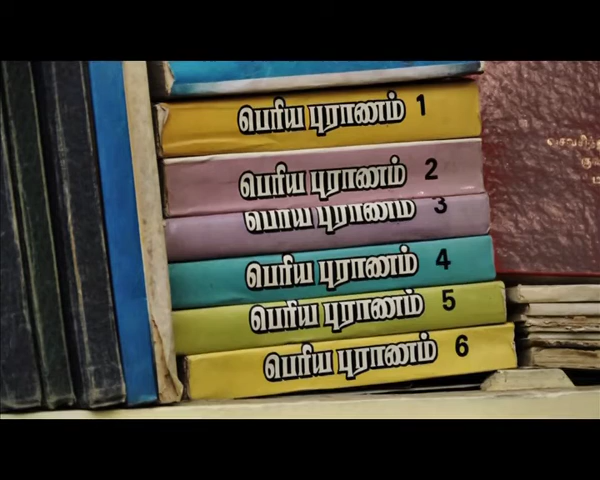 பெரிய புராணம் 1
பெரிய புராணம் 2
பெரிய புராணம் 3
பெரிய புராணம் 4
பெரிய புராணம் 5
பெரிய புராணம் 6